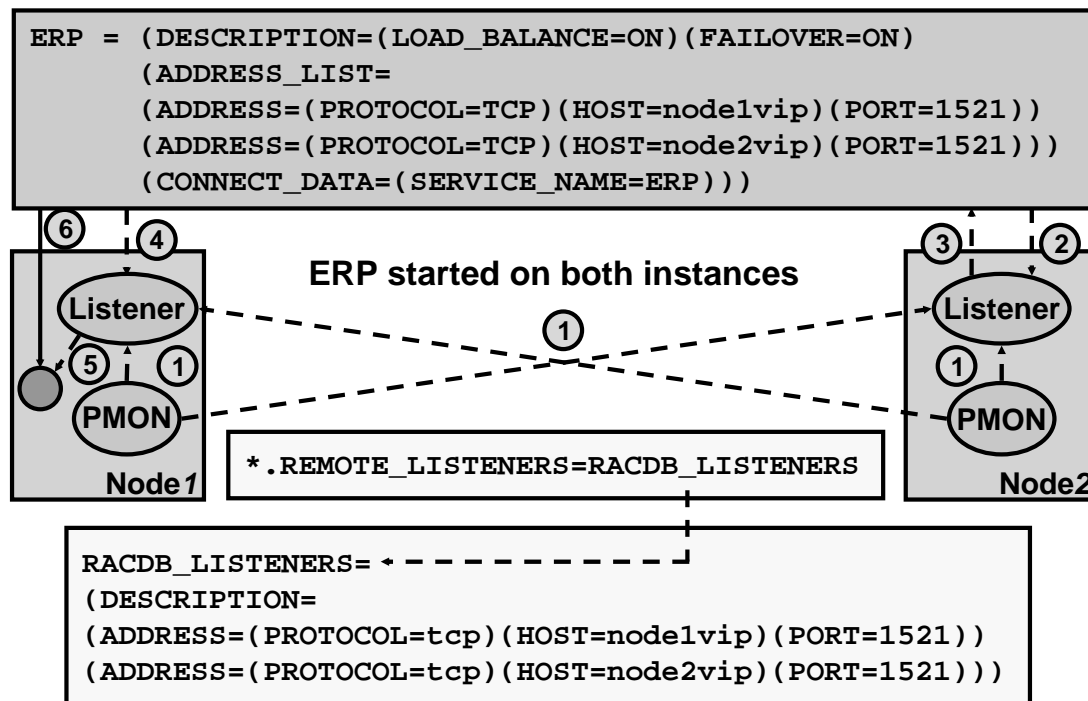 ERP = (DESCRIPTION=(LOAD_BALANCE=ON)(FAILOVER=ON)
(ADDRESS_LIST=
(ADDRESS=(PROTOCOL=TCP)(HOST=node1vip)(PORT=1521))
(ADDRESS=(PROTOCOL=TCP)(HOST=node2vip)(PORT=1521)))
(CONNECT_DATA=(SERVICE_NAME=ERP)))
6 4 3 2
ERP started on both instances
Listener 1 Listener
5 1 1
PMON PMON
Node1 Node2
*.REMOTE_LISTENERS=RACDB_LISTENERS
RACDB_LISTENERS=
(DESCRIPTION=
(ADDRESS=(PROTOCOL=tcp)(HOST=node1vip)(PORT=1521))
(ADDRESS=(PROTOCOL=tcp)(HOST=node2vip)(PORT=1521)))